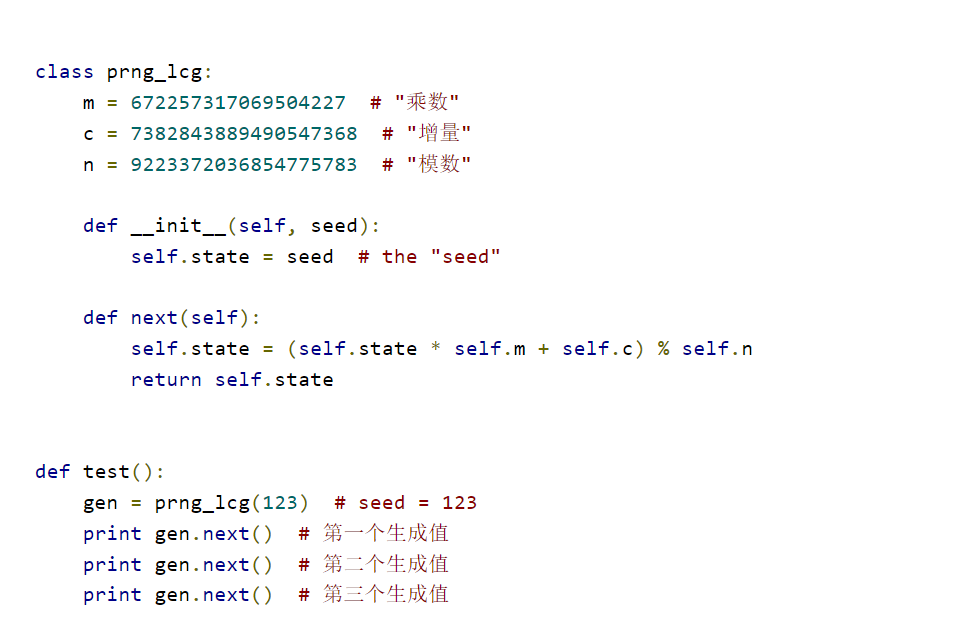 class prng_lcg:
    m = 672257317069504227  # "乘数"
    c = 7382843889490547368  # "增量"
    n = 9223372036854775783  # "模数"
    def __init__(self, seed):
        self.state = seed  # the "seed"
    def next(self):
        self.state = (self.state * self.m + self.c) % self.n
        return self.state
def test():
    gen = prng_lcg(123)  # seed = 123
    print gen.next()  # 第一个生成值
    print gen.next()  # 第二个生成值
    print gen.next()  # 第三个生成值